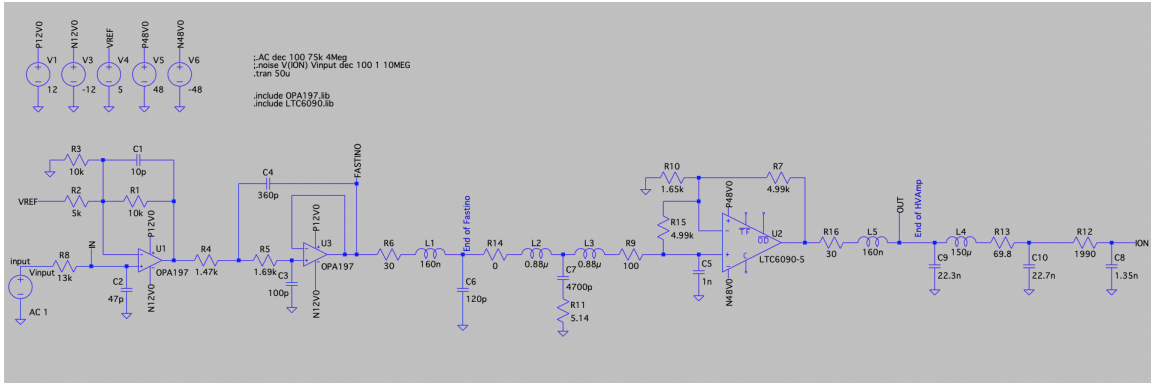 P12V0
N12V0
VREF
P48V0
N48V0
V1
V3
V4
V5
V6
12
-12
5
48
-48
;.AC dec 100 75k 4Meg
;.noise V(ION) Vinput dec 100 1 10MEG
.tran 50u
.include OPA197.lib
.include LTC6090.lib
R3
10k
C1
10p
R2
5k
R1
10k
VREF
IN
P12V0
U1
OPA197
N12V0
input
Vinput
AC 1
R8
13k
C2
47p
R4
1.47k
C4
360p
R5
1.69k
C3
100p
P12V0
U3
OPA197
N12V0
FASTINO
R6
30
L1
160n
End of Fastino
C6
120p
R14
0
L2
0.88µ
L3
0.88µ
C7
4700p
R11
5.14
R9
100
R10
1.65k
R7
4.99k
R15
4.99k
C5
1n
P48V0
TF
OD
C
U2
LTC6090-5
N48V0
R16
30
L5
160n
OUT
End of HVAmp
C9
22.3n
L4
150µ
R13
69.8
C10
22.7n
R12
1990
C8
1.35n
ION